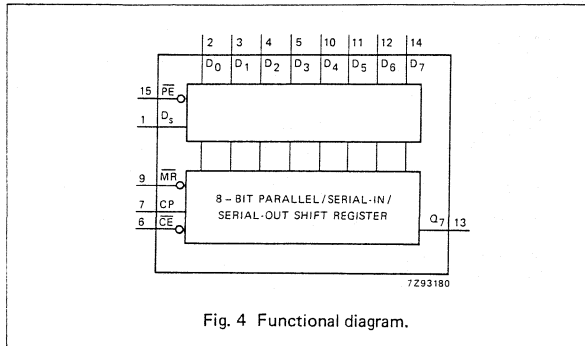 2 3 4 5 10 11 12 14
D0 D1 D2 D3 D4 D5 D6 D7
15 PE
1 Ds
9 MR
8-BIT PARALLEL/SERIAL-IN/
7 CP
SERIAL-OUT SHIFT REGISTER
6 CE
Q7 13
7Z93180
Fig. 4 Functional diagram.